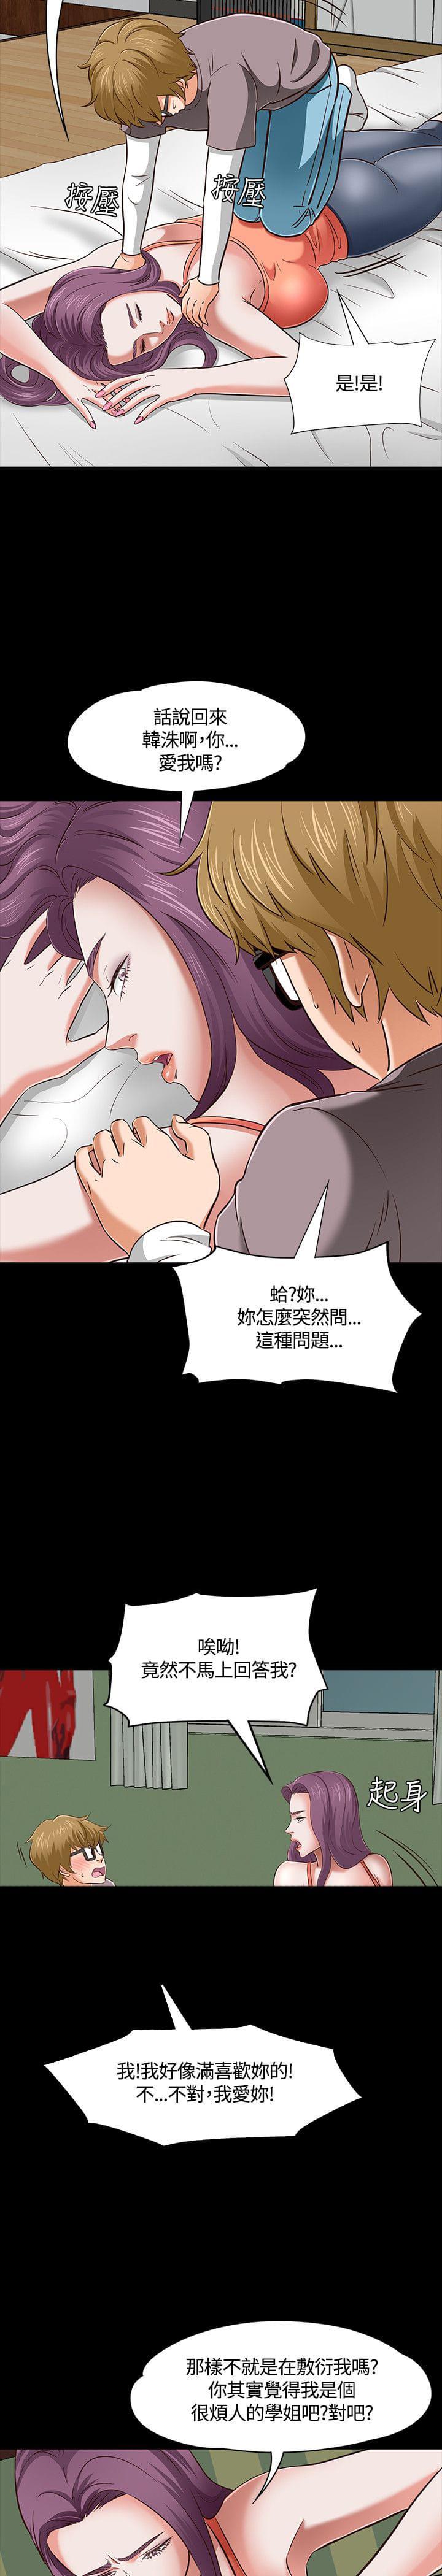 按壓
按壓
是!是!
話說回來
韓洙啊,你...
愛我嗎?
蛤?妳...
妳怎麼突然問...
這種問題...
唉呦!
竟然不馬上回答我?
起身
我!我好像滿喜歡妳的!
不...不對,我愛妳!
那樣不就是在敷衍我嗎?
你其實覺得我是個
很煩人的學姐吧?對吧?